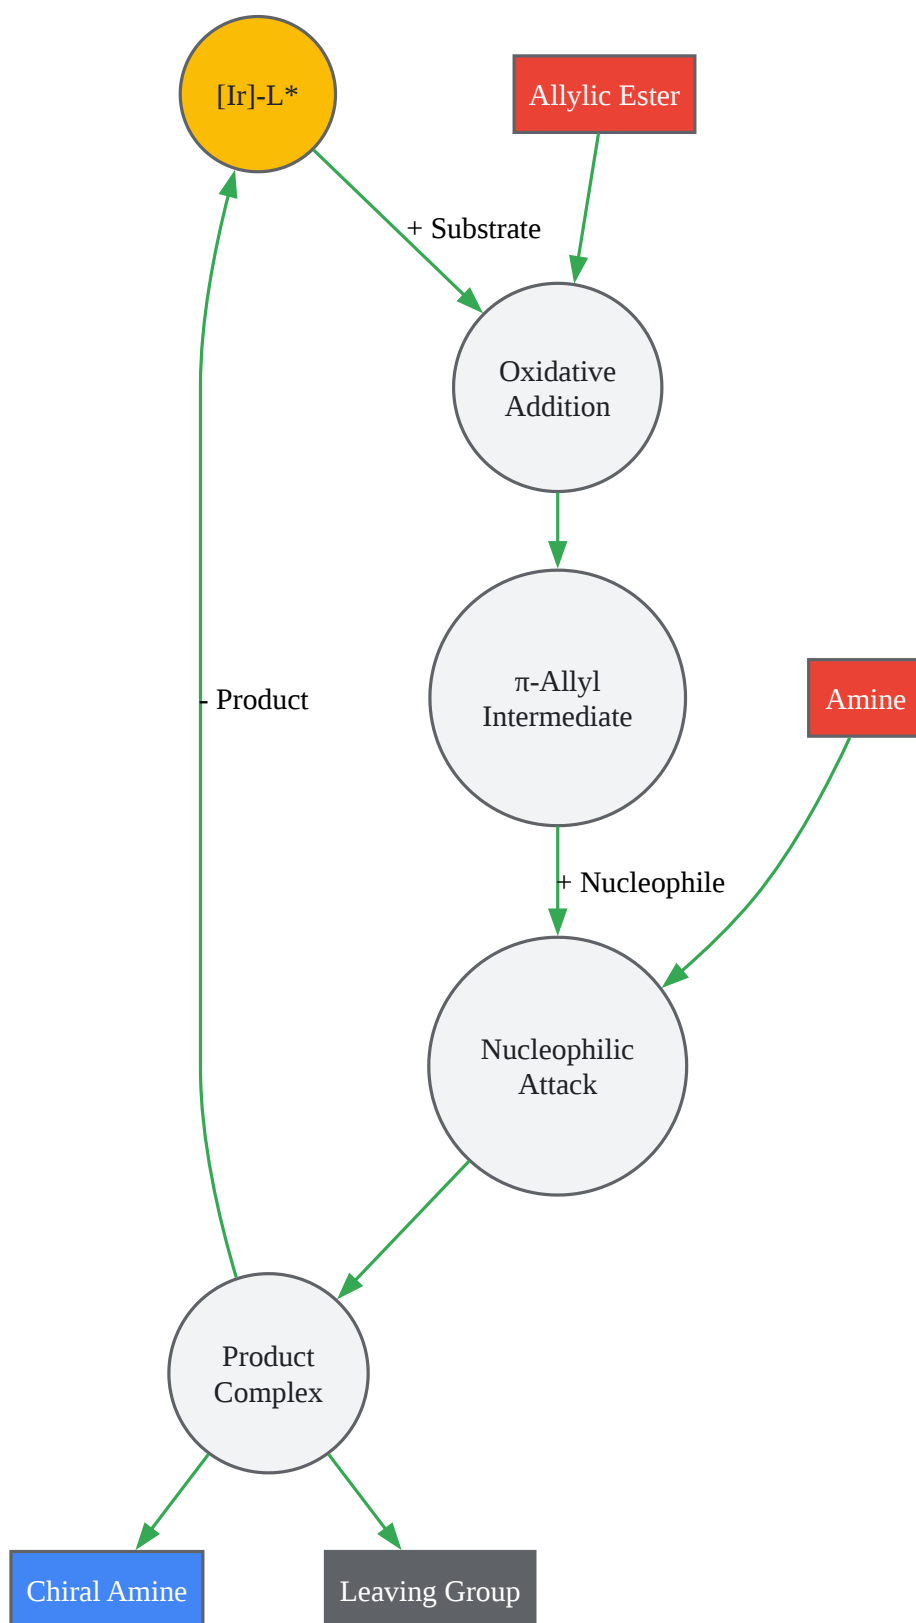 [Ir]-L*
Allylic Ester
+ Substrate
Oxidative
Addition
π-Allyl
Intermediate
- Product
Amine
+ Nucleophile
Nucleophilic
Attack
Product
Complex
Chiral Amine
Leaving Group